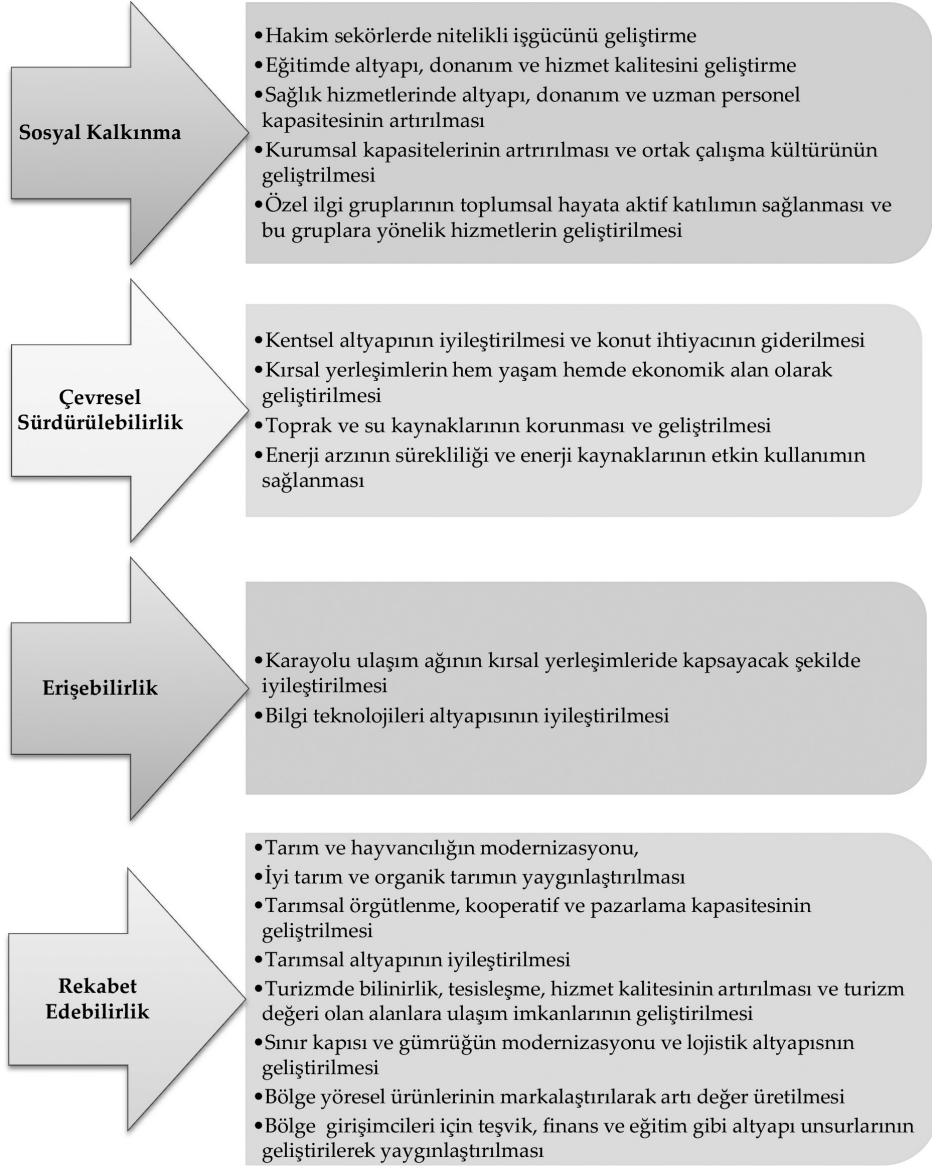 Sosyal Kalkınma
•Hakim sekörlerde nitelikli işgücünü geliştirme
•Eğitimde altyapı, donanım ve hizmet kalitesini geliştirme
•Sağlık hizmetlerinde altyapı, donanım ve uzman personel
kapasitesinin artırılması
•Kurumsal kapasitelerinin artrırılması ve ortak çalışma kültürünün
geliştrilmesi
•Özel ilgi gruplarının toplumsal hayata aktif katılımın sağlanması ve
bu gruplara yönelik hizmetlerin geliştirilmesi
Çevresel
Sürdürülebilirlik
•Kentsel altyapının iyileştirilmesi ve konut ihtiyacının giderilmesi
•Kırsal yerleşimlerin hem yaşam hemde ekonomik alan olarak
geliştirilmesi
•Toprak ve su kaynaklarının korunması ve geliştrilmesi
•Enerji arzının sürekliliği ve enerji kaynaklarının etkin kullanımın
sağlanması
Erişebilirlik
•Karayolu ulaşım ağının kırsal yerleşimleride kapsayacak şekilde
iyileştirilmesi
•Bilgi teknolojileri altyapısının iyileştirilmesi
Rekabet
Edebilirlik
•Tarım ve hayvancılığın modernizasyonu,
•İyi tarım ve organik tarımın yaygınlaştırılması
•Tarımsal örgütlenme, kooperatif ve pazarlama kapasitesinin
geliştrilmesi
•Tarımsal altyapının iyileştirilmesi
•Turizmde bilinirlik, tesisleşme, hizmet kalitesinin artırılması ve turizm
değeri olan alanlara ulaşım imkanlarının geliştirilmesi
•Sınır kapısı ve gümrüğün modernizasyonu ve lojistik altyapısnın
geliştirilmesi
•Bölge yöresel ürünlerinin markalaştırılarak artı değer üretilmesi
•Bölge girişimcileri için teşvik, finans ve eğitim gibi altyapı unsurlarının
geliştirilerek yaygınlaştırılması